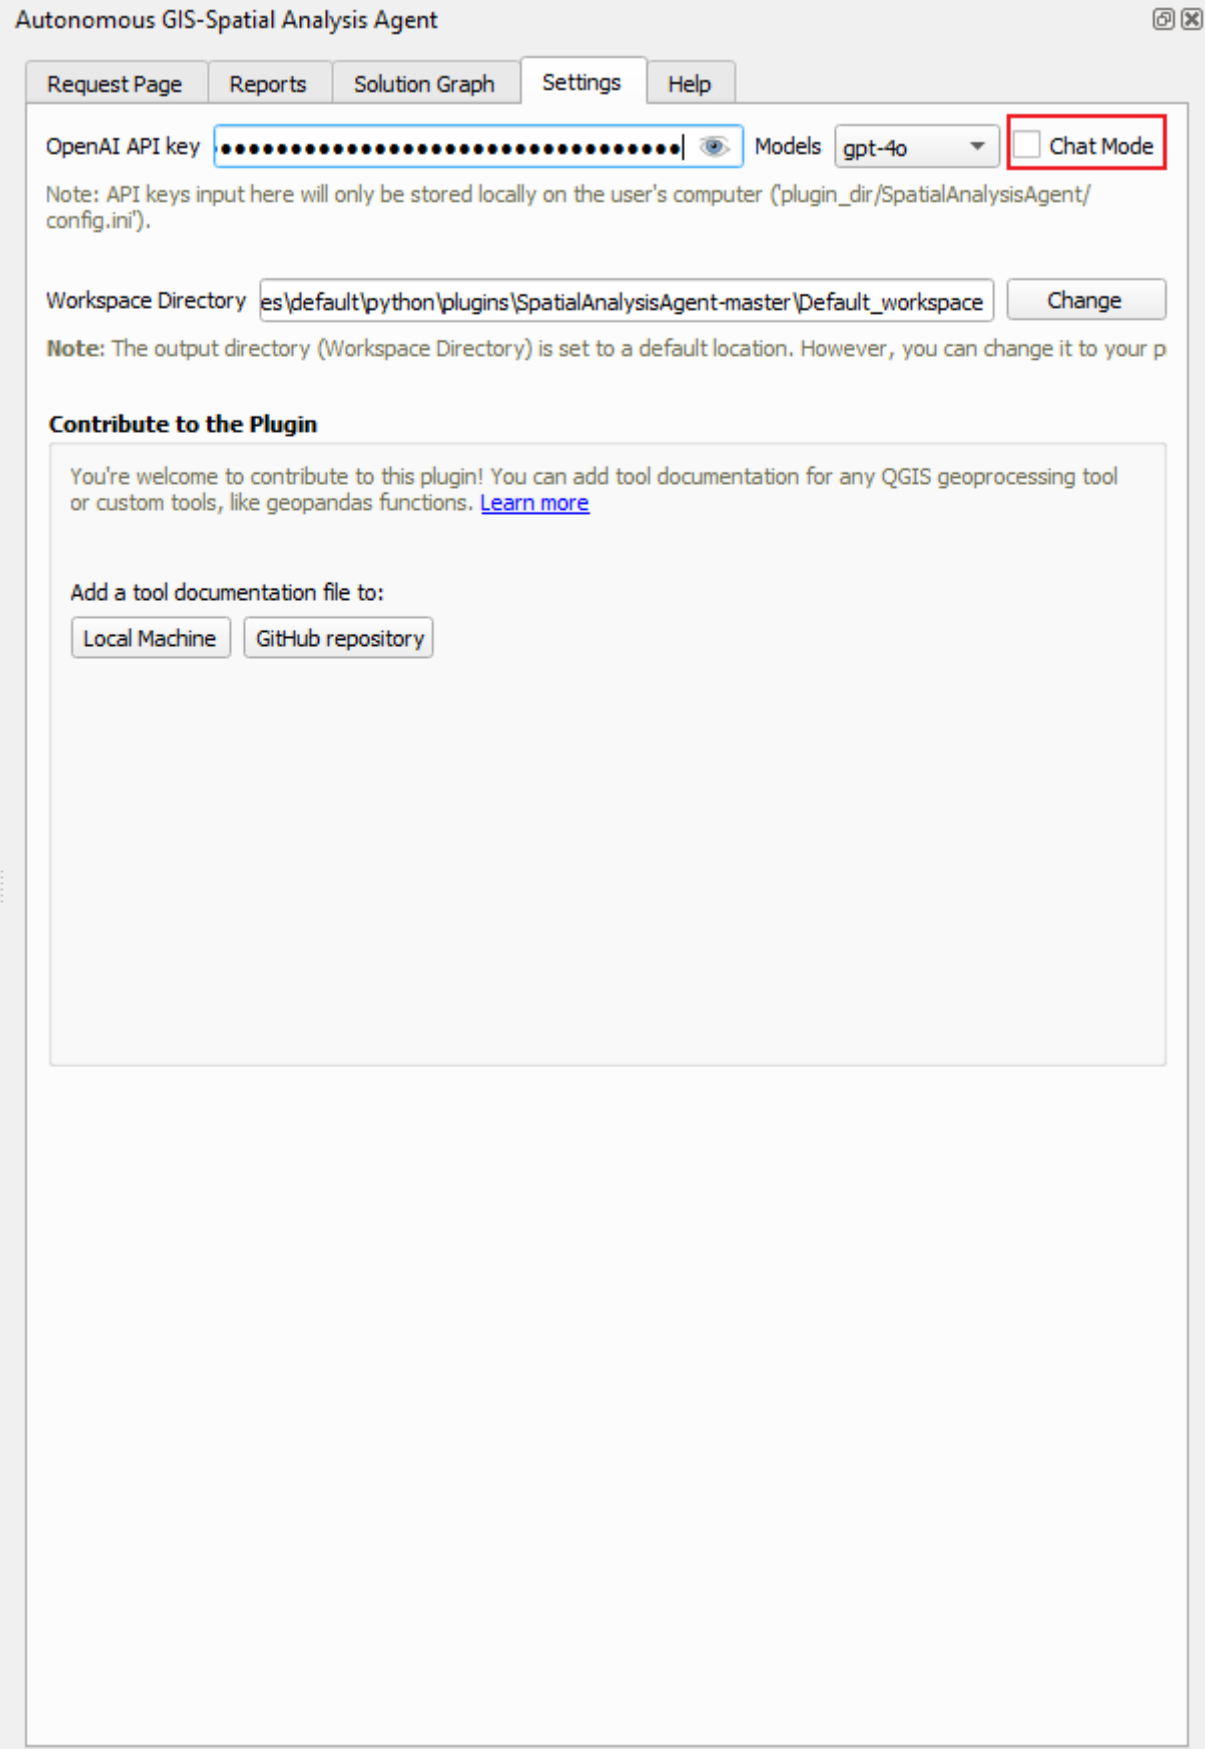 Autonomous GIS-Spatial Analysis Agent
Request Page Reports Solution Graph Settings Help
OpenAI API key ●●●●●●●●●●●●●●●●●●●●●●●●●●●●●●●●● Models gpt-4o Chat Mode
Note: API keys input here will only be stored locally on the user's computer ('plugin_dir/SpatialAnalysisAgent/
config.ini').
Workspace Directory es\default\python\plugins\SpatialAnalysisAgent-master\Default_workspace Change
Note: The output directory (Workspace Directory) is set to a default location. However, you can change it to your p
Contribute to the Plugin
You're welcome to contribute to this plugin! You can add tool documentation for any QGIS geoprocessing tool
or custom tools, like geopandas functions. Learn more
Add a tool documentation file to:
Local Machine GitHub repository